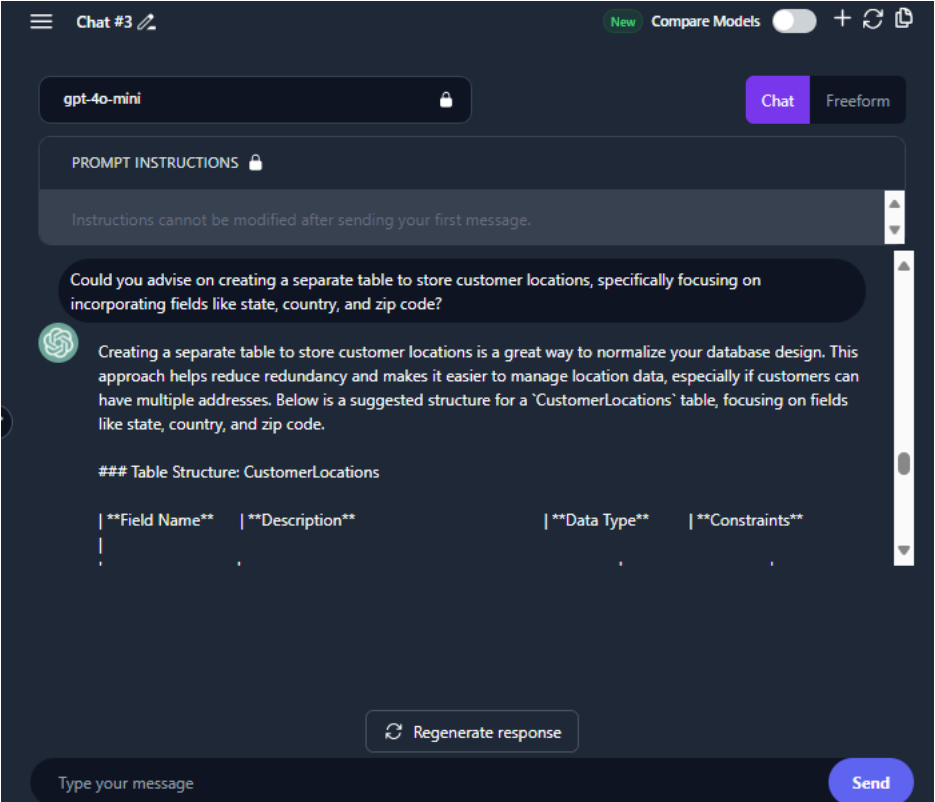 Chat #3
New Compare Models
gpt-4o-mini
Chat Freeform
PROMPT INSTRUCTIONS
Instructions cannot be modified after sending your first message.
Could you advise on creating a separate table to store customer locations, specifically focusing on
incorporating fields like state, country, and zip code?
Creating a separate table to store customer locations is a great way to normalize your database design. This
approach helps reduce redundancy and makes it easier to manage location data, especially if customers can
have multiple addresses. Below is a suggested structure for a `CustomerLocations` table, focusing on fields
like state, country, and zip code.
### Table Structure: CustomerLocations
| **Field Name** | **Description** | **Data Type** | **Constraints**
|
Regenerate response
Type your message
Send